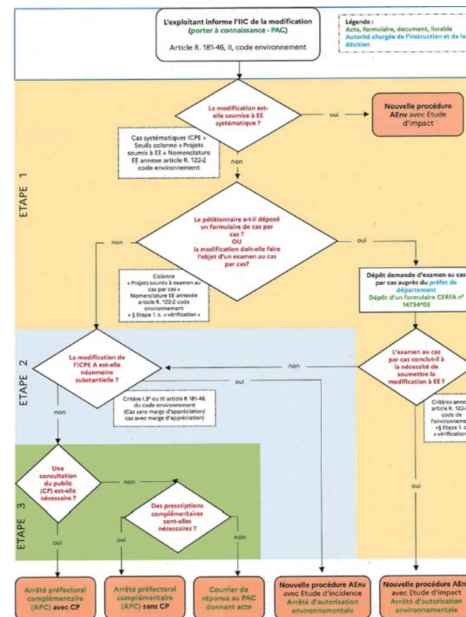 L'exploitant informe l'IIC de la modification
(porter à connaissance - PAC)
Article R. 181-46, II, code environnement
Légende :
Acte, formulaire, document, livrable
Autorité chargée de l'instruction et de la
décision
ETAPE 1
La modification est-
elle soumise à EE
systématique ?
oui
Nouvelle procédure
AEnv avec Etude
d'impact
non
Cas systématiques ICPE »
Seuils colonne « Projets
soumis à EE » Nomenclature
EE annexe article R. 122-2
code environnement
Le pétitionnaire a-t-il déposé
un formulaire de cas par
cas ?
OU
la modification doit-elle faire
l'objet d'un examen au cas
par cas?
non
oui
Colonne
« Projets soumis à examen au
cas par cas »
Nomenclature EE annexée
article R. 122-2 code
environnement
« § Etape 1. c. « vérification »
Dépôt demande d'examen au cas
par cas auprès du préfet de
département
Dépôt d'un formulaire CERFA n°
14734*03
ETAPE 2
La modification de
l'ICPE A est-elle
néanmoins
substantielle ?
non
L'examen au cas
par cas conclut-il à
la nécessité de
soumettre la
modification à EE ?
oui
non
Critère I.3° ou III article R 181-46,
du code environnement
(Cas sans marge d'appréciation/
cas avec marge d'appréciation).
Critères annexe
article R. 122-
code de
l'environnement
«§ Etape 1. c
« vérification »
ETAPE 3
Une
consultation
du public
(CP) est-elle
nécessaire ?
non
Des prescriptions
complémentaires
sont-elles
nécessaires ?
oui
oui
non
oui
Arrêté préfectoral
complémentaire
(APC) avec CP
Arrêté préfectoral
complémentaire
(APC) sans CP
Courrier de
réponse au PAC
donnant acte
Nouvelle procédure AEnv
avec Etude d'incidence
Arrêté d'autorisation
environnementale
Nouvelle procédure AEnv
avec Etude d'impact
Arrêté d'autorisation
environnementale